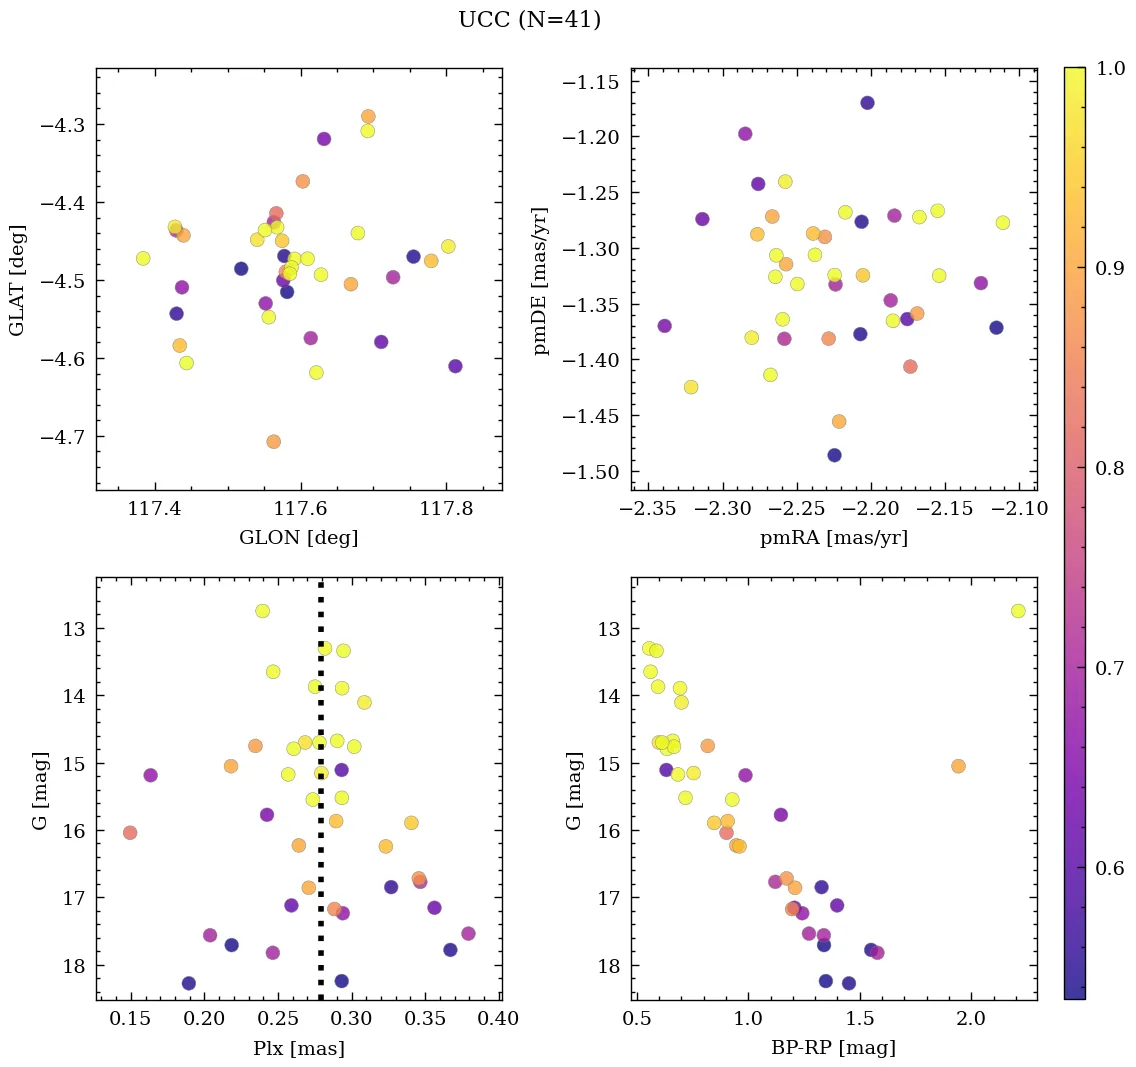 UCC (N=41)
−4.3
−4.4
−4.5
−4.6
−4.7
GLAT [deg]
117.4 117.6 117.8
GLON [deg]
−1.15
−1.20
−1.25
−1.30
−1.35
−1.40
−1.45
−1.50
pmDE [mas/yr]
−2.35 −2.30 −2.25 −2.20 −2.15 −2.10
pmRA [mas/yr]
13
14
15
16
17
18
G [mag]
0.15 0.20 0.25 0.30 0.35 0.40
Plx [mas]
13
14
15
16
17
18
G [mag]
0.5 1.0 1.5 2.0
BP-RP [mag]
1.0
0.9
0.8
0.7
0.6